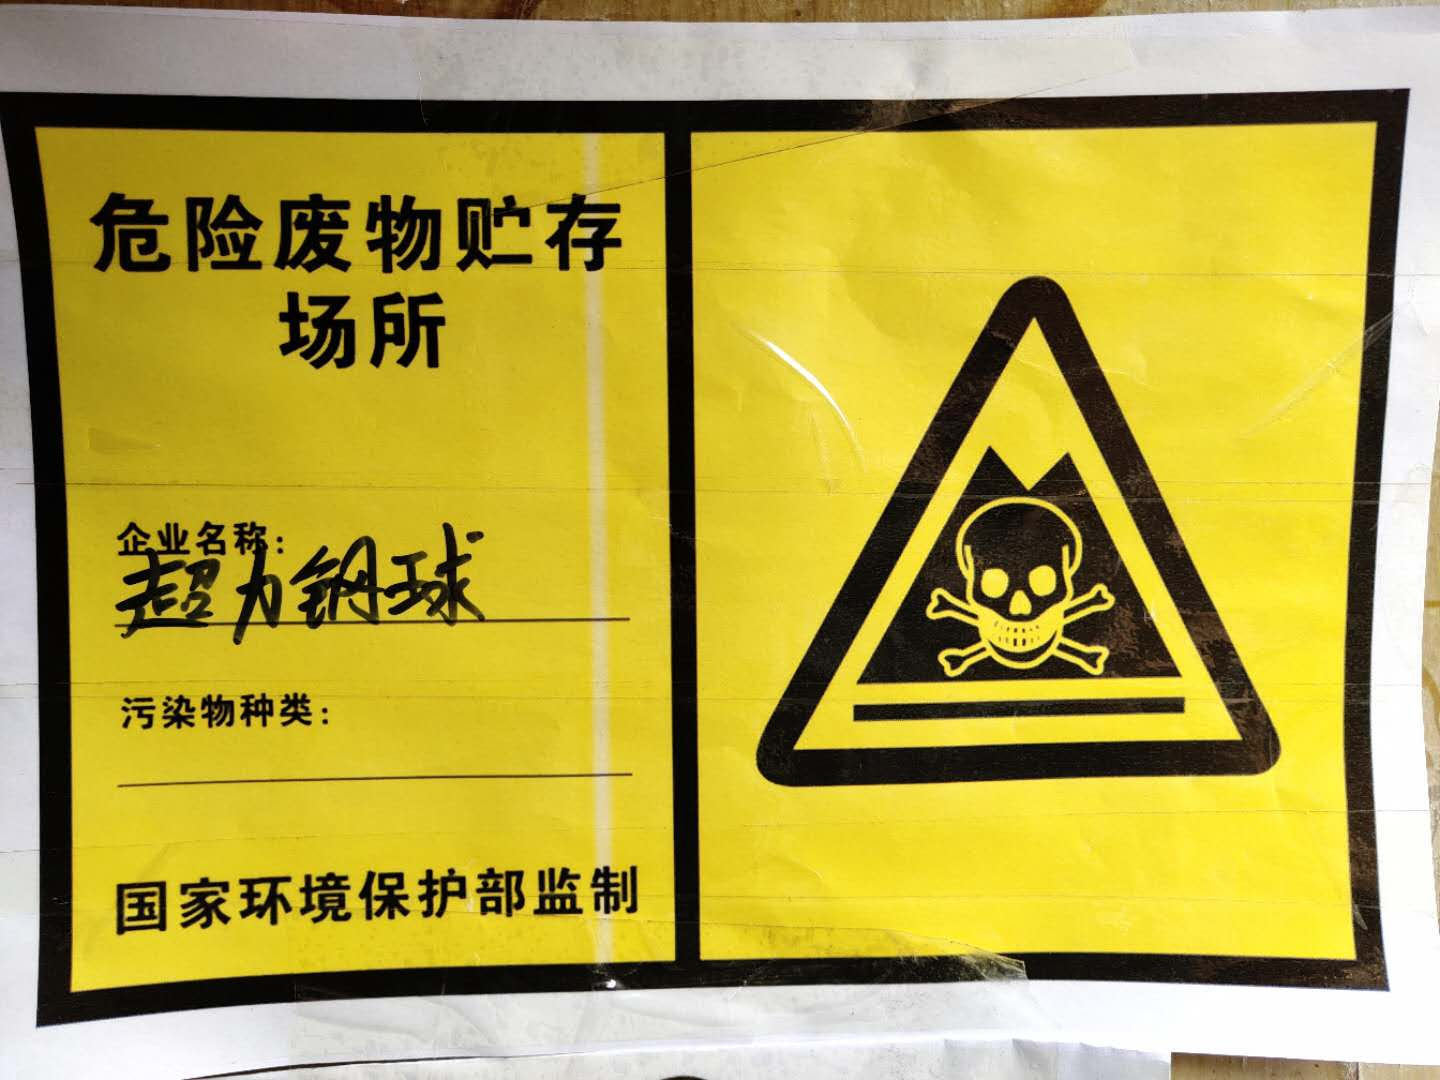 危险废物贮存
场所
企业名称：
超力钢球
污染物种类：
国家环境保护部监制